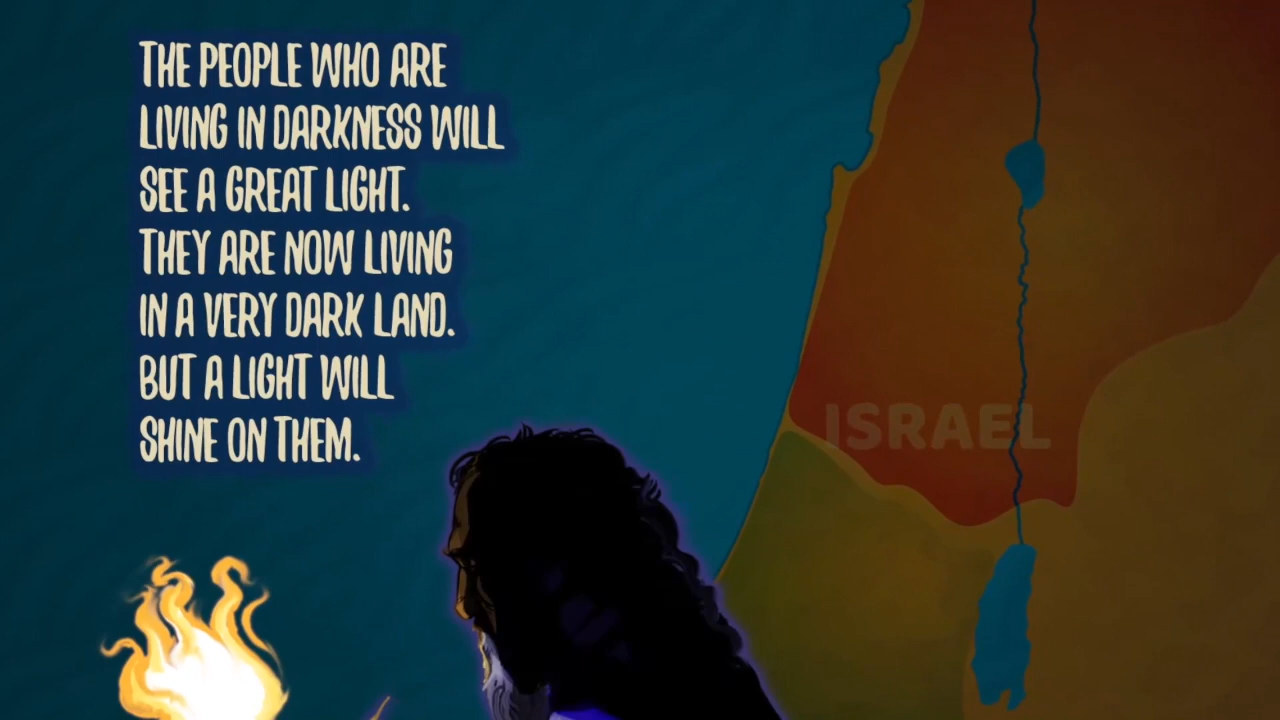 THE PEOPLE WHO ARE
LIVING IN DARKNESS WILL
SEE A GREAT LIGHT.
THEY ARE NOW LIVING
IN A VERY DARK LAND.
BUT A LIGHT WILL
SHINE ON THEM.
ISRAEL